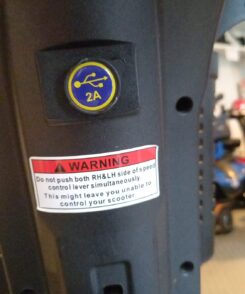 2A
WARNING
Do not push both RH&LH side of speed
control lever simultaneously.
This might leave you unable to
control your scooter.